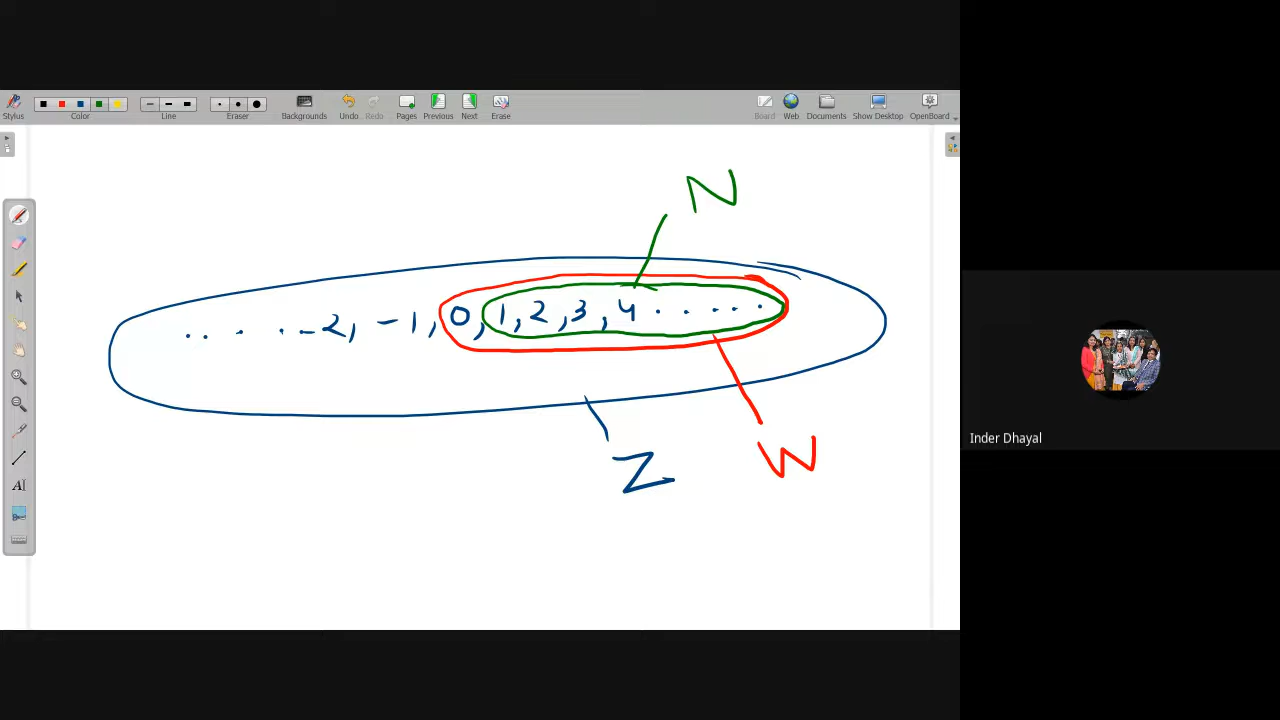 Stylus
Color
Line
Eraser
Backgrounds
Undo
Redo
Pages
Previous
Next
Erase
Board
Web
Documents
Show Desktop
OpenBoard
N
.. . . -2, -1, 0, 1, 2, 3, 4 . . . . .
W
Z
Inder Dhayal